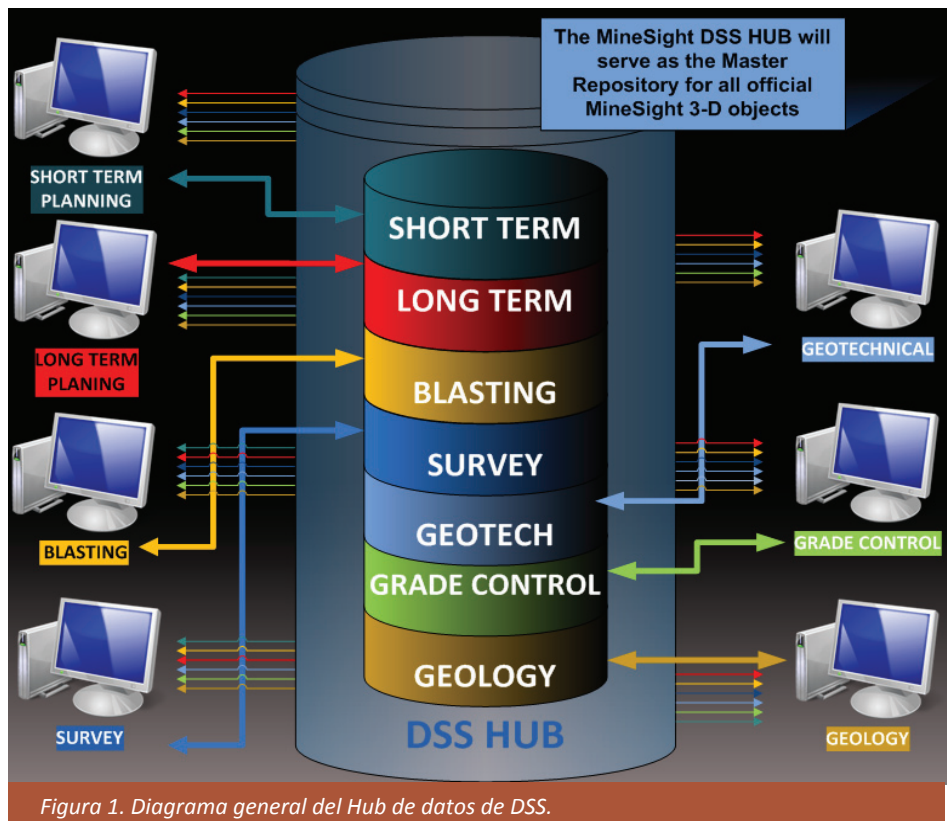 The MineSight DSS HUB will
serve as the Master
Repository for all official
MineSight 3-D objects
SHORT TERM
PLANNING
LONG TERM
PLANING
BLASTING
SURVEY
SHORT TERM
LONG TERM
BLASTING
SURVEY
GEOTECH
GRADE CONTROL
GEOLOGY
DSS HUB
GEOTECHNICAL
GRADE CONTROL
GEOLOGY
Figura 1. Diagrama general del Hub de datos de DSS.